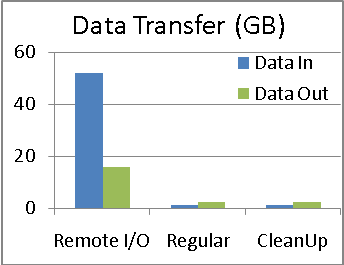 Data Transfer (GB)
60
Data In
Data Out
40
20
0
Remote I/O Regular CleanUp